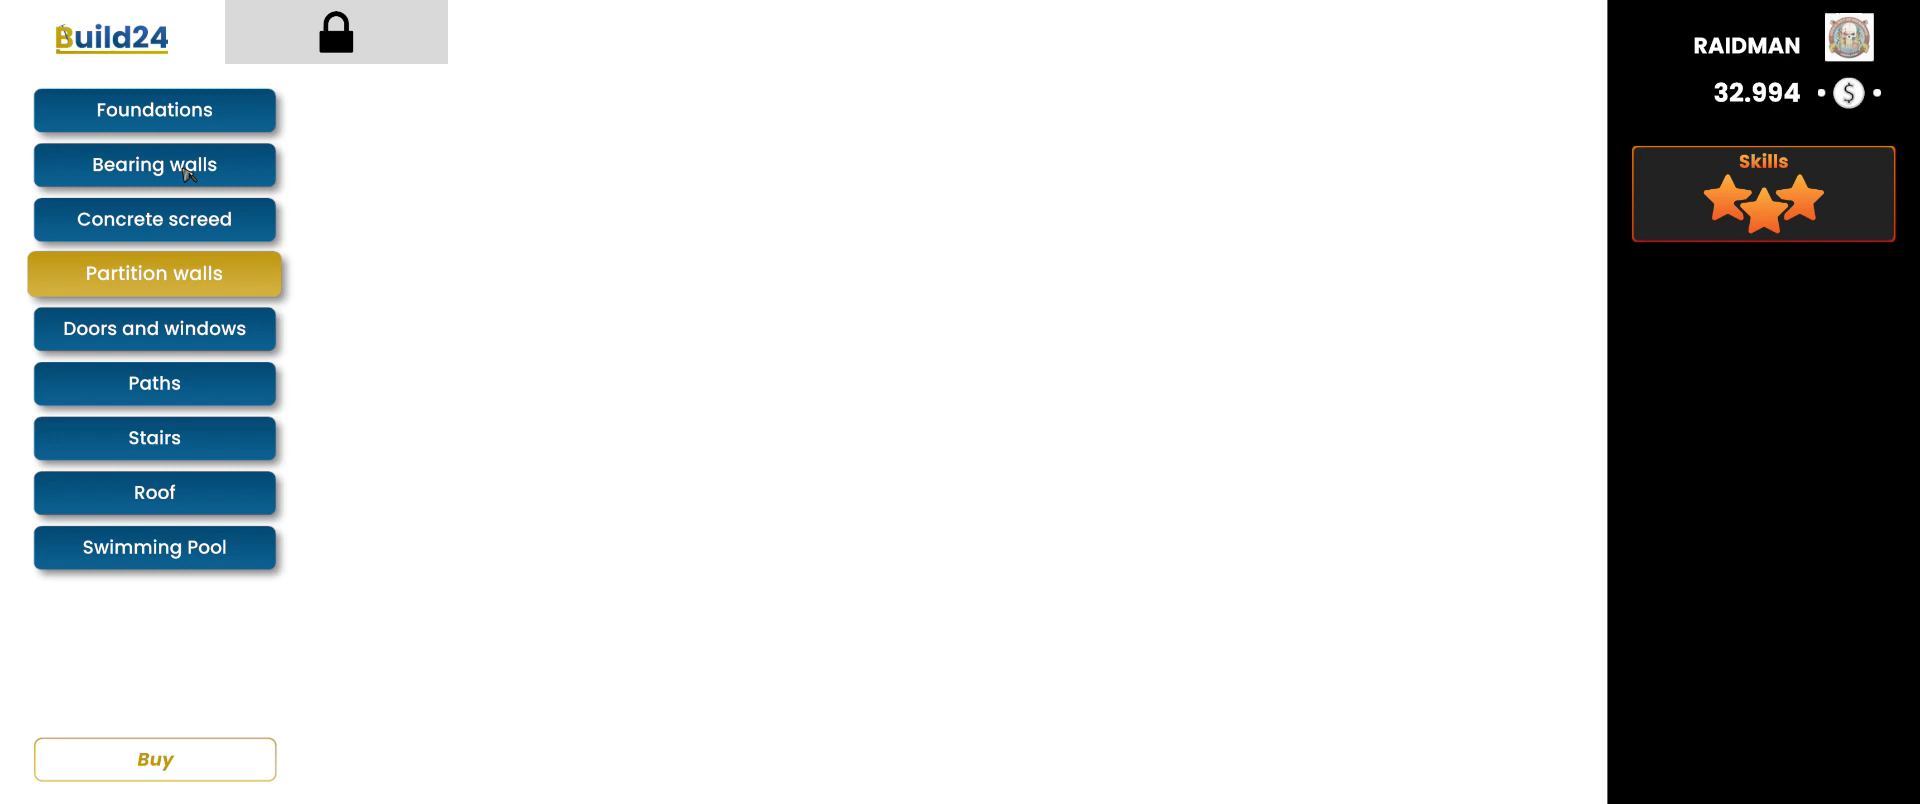 Build24
Foundations
Bearing walls
Concrete screed
Partition walls
Doors and windows
Paths
Stairs
Roof
Swimming Pool
Buy
RAIDMAN
32.994 • $ •
Skills